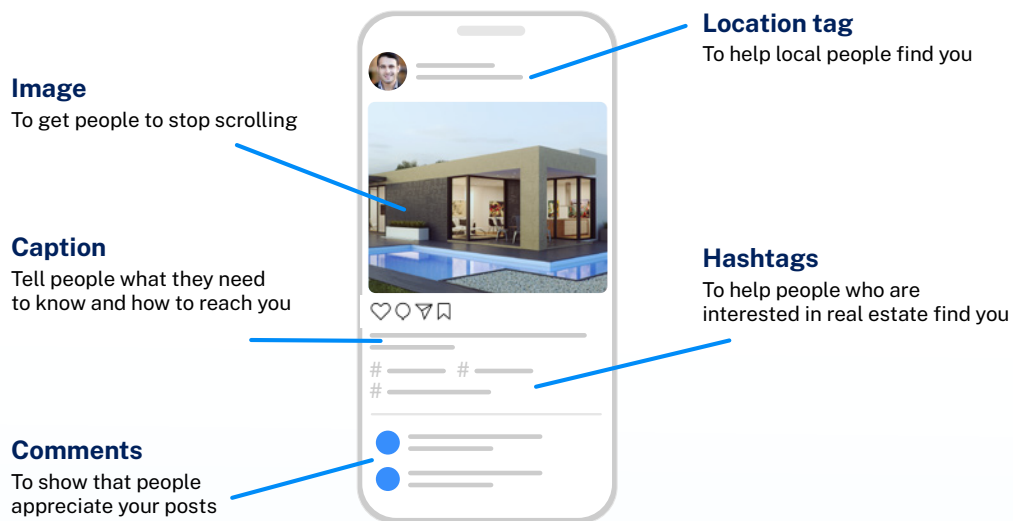 Location tag
To help local people find you
Image
To get people to stop scrolling
Caption
Tell people what they need
to know and how to reach you
Hashtags
To help people who are
interested in real estate find you
# #
#
Comments
To show that people
appreciate your posts